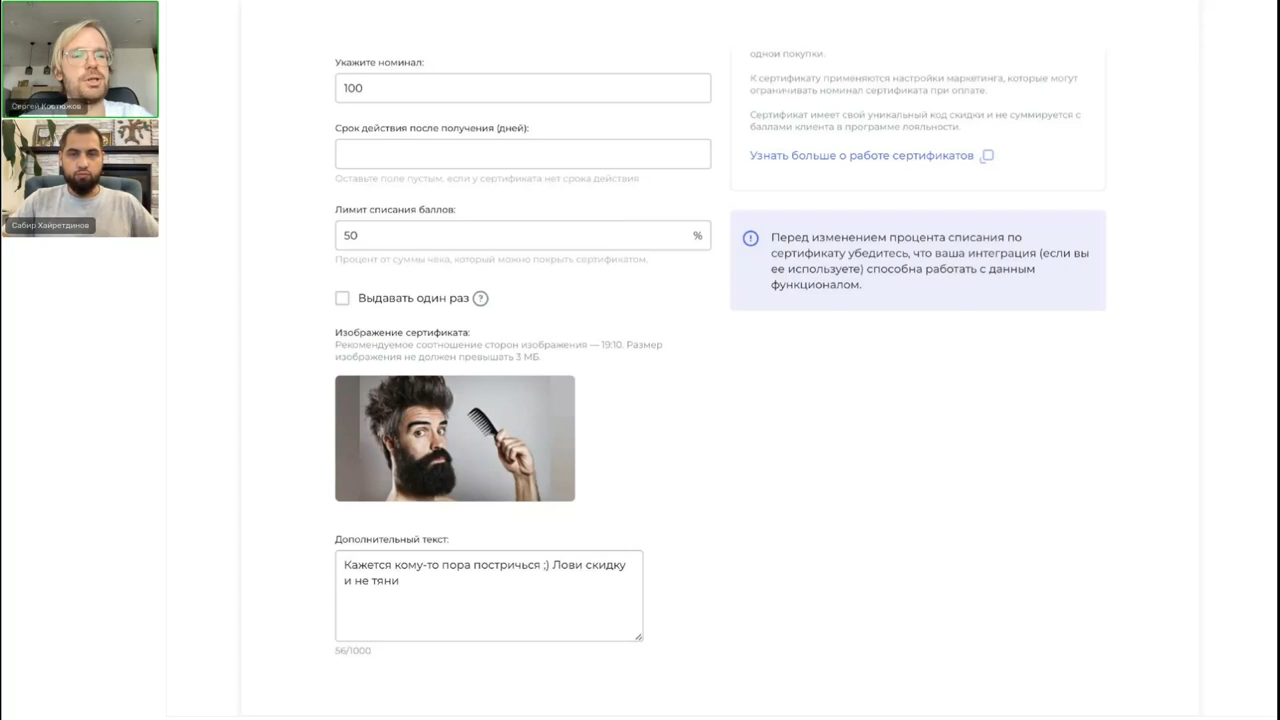 Сергей Костюков
Сабир Хайретдинов
Укажите номинал:
100
Срок действия после получения (дней):
Оставьте поле пустым, если у сертификата нет срока действия
Лимит списания баллов:
50 %
Процент от суммы чека, который можно покрыть сертификатом.
Выдавать один раз ?
Изображение сертификата:
Рекомендуемое соотношение сторон изображения — 19:10. Размер
изображения не должен превышать 3 МБ.
Дополнительный текст:
Кажется кому-то пора постричься ;) Лови скидку
и не тяни
56/1000
одной покупки.
К сертификату применяются настройки маркетинга, которые могут
ограничивать номинал сертификата при оплате.
Сертификат имеет свой уникальный код скидки и не суммируется с
баллами клиента в программе лояльности.
Узнать больше о работе сертификатов
Перед изменением процента списания по
сертификату убедитесь, что ваша интеграция (если вы
ее используете) способна работать с данным
функционалом.